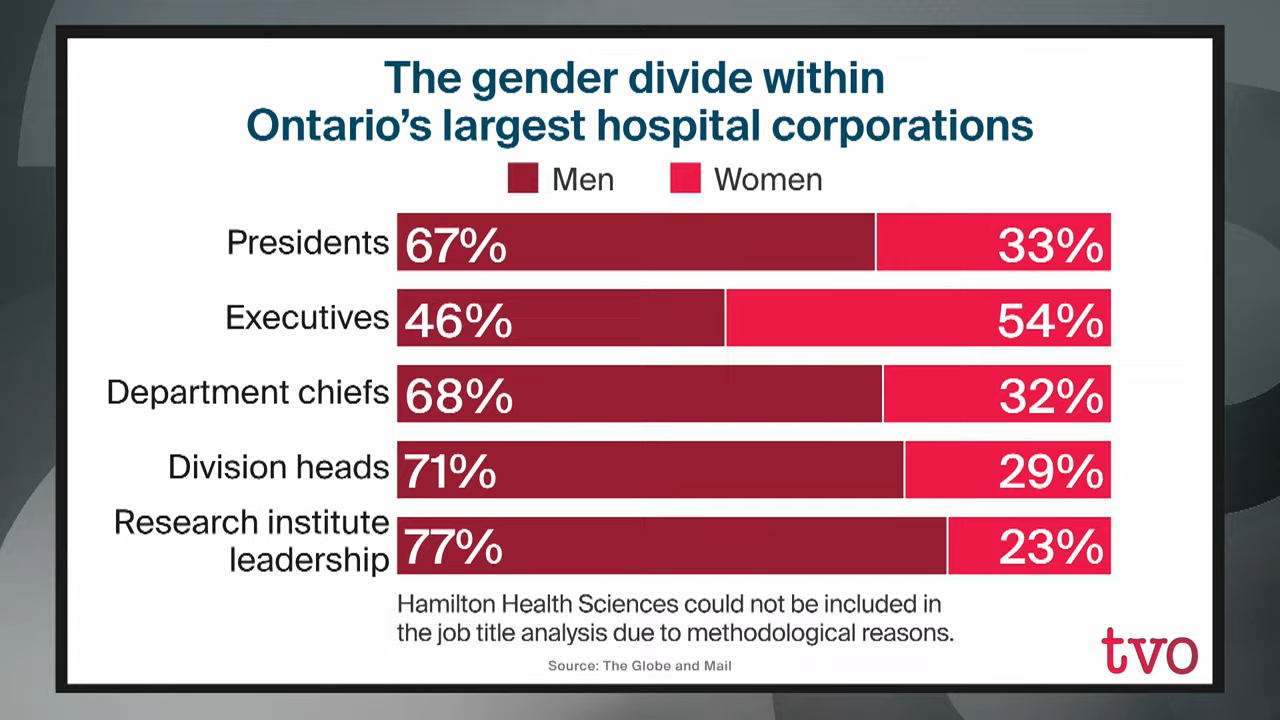 The gender divide within
Ontario’s largest hospital corporations
Men Women
Presidents 67% 33%
Executives 46% 54%
Department chiefs 68% 32%
Division heads 71% 29%
Research institute
leadership 77% 23%
Hamilton Health Sciences could not be included in
the job title analysis due to methodological reasons.
Source: The Globe and Mail
tvo